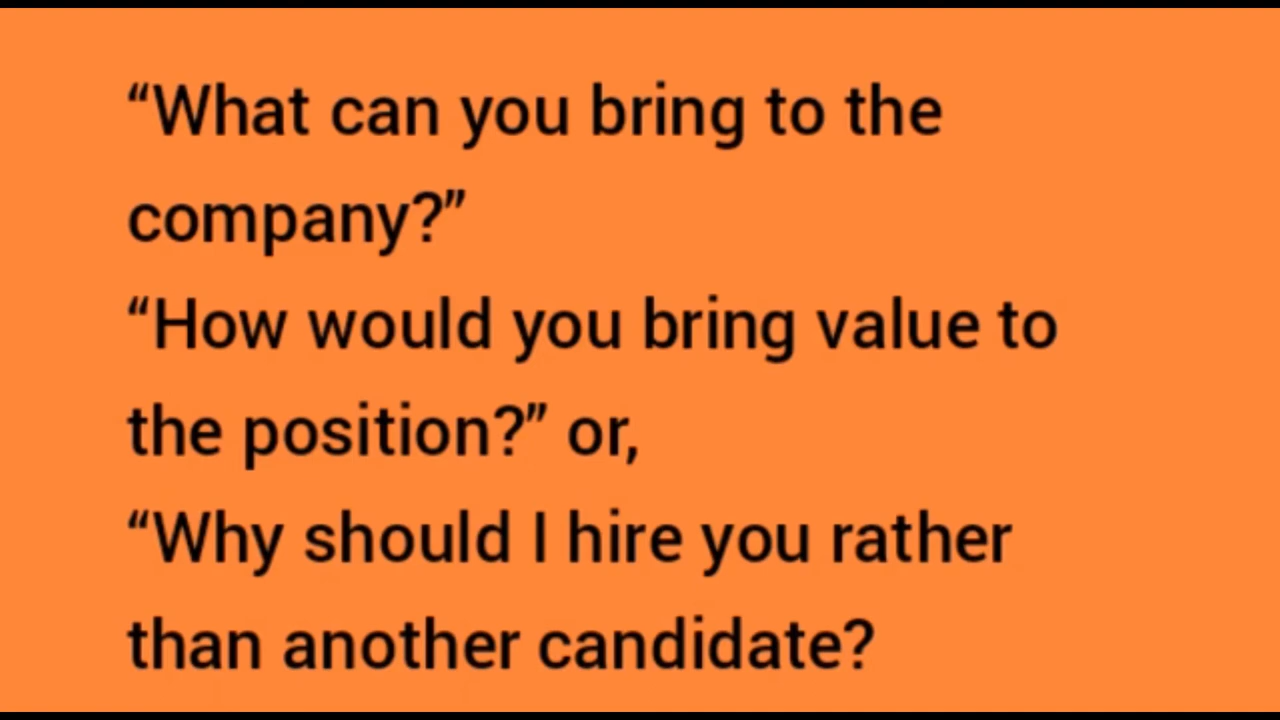 “What can you bring to the
company?”
“How would you bring value to
the position?” or,
“Why should I hire you rather
than another candidate?